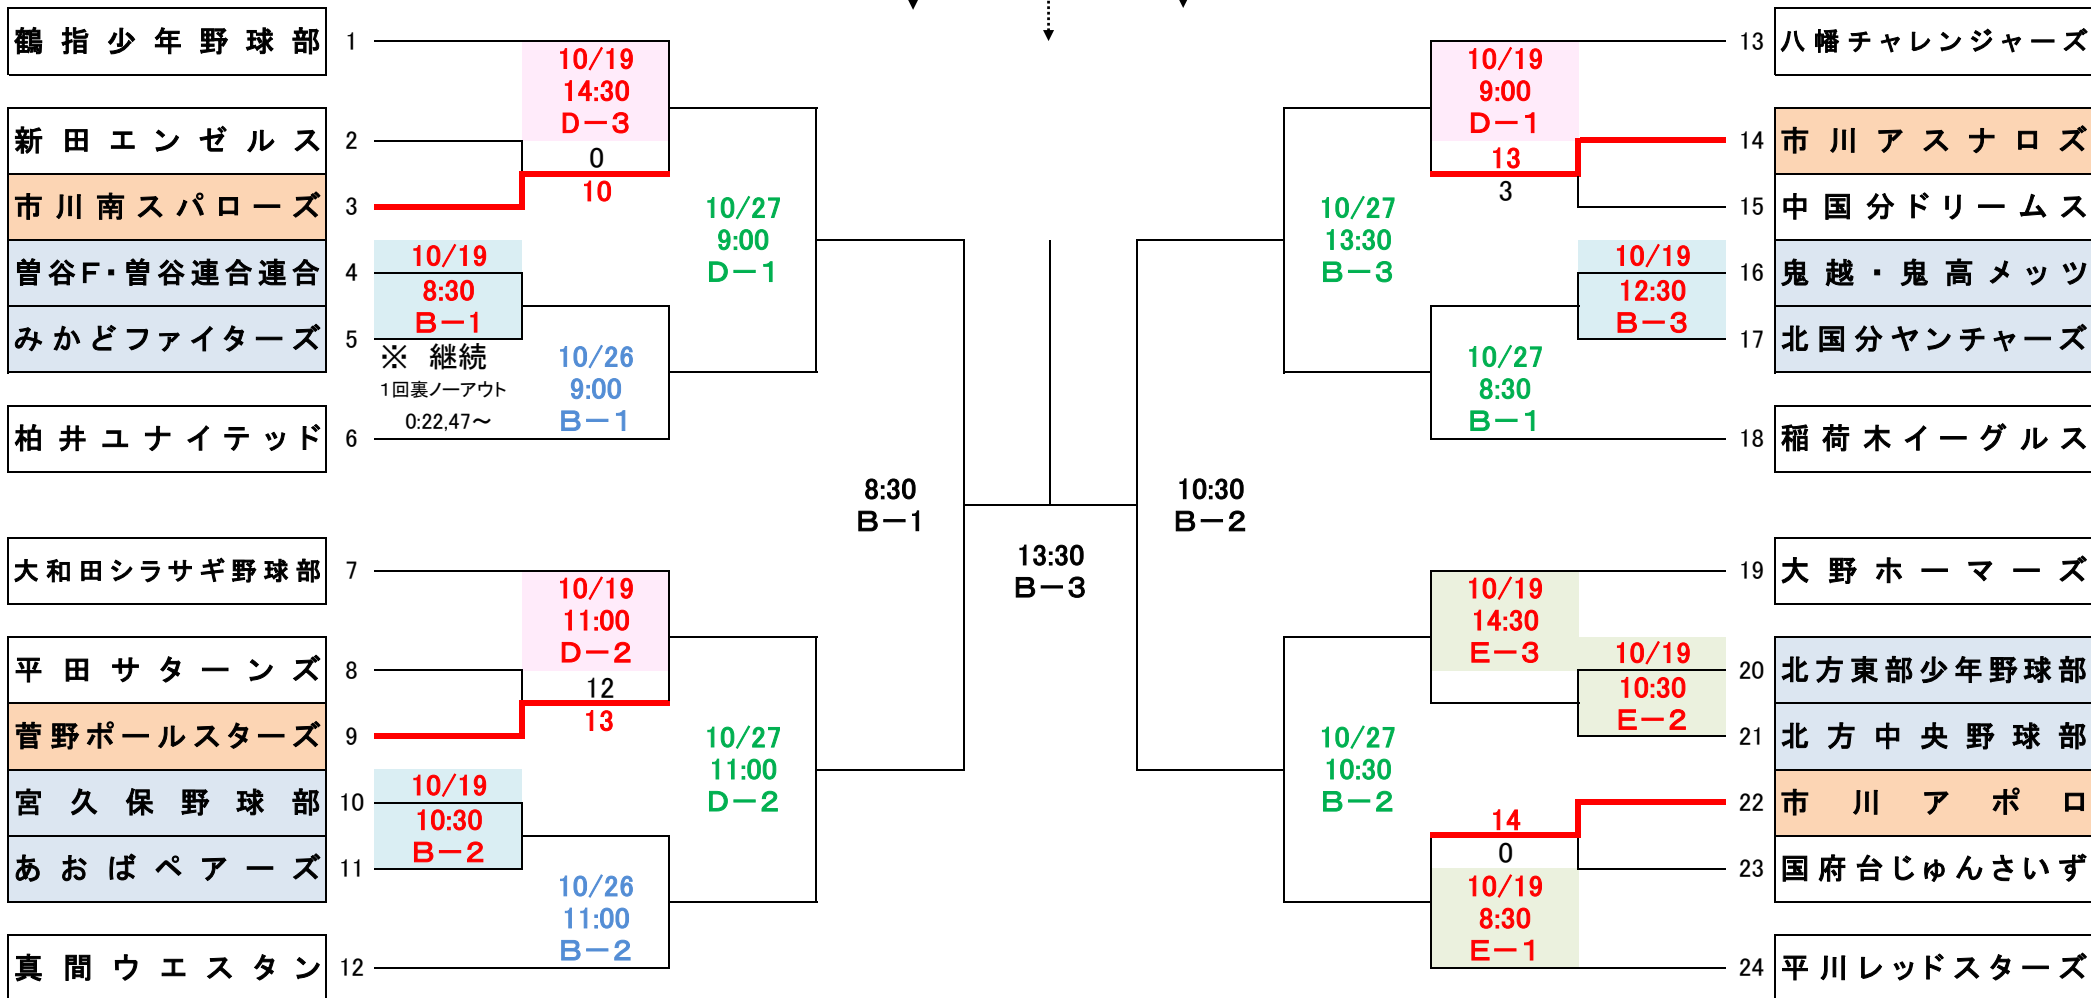 鶴指少年野球部 1
10/19
14:30
D－3
新田エンゼルス 2
0
10
市川南スパローズ 3
曽谷F・曽谷連合連合 4
10/19
8:30
B－1
みかどファイターズ 5
※ 継続
1回裏ノーアウト
0:22,47～
10/26
9:00
B－1
柏井ユナイテッド 6
10/27
9:00
D－1
大和田シラサギ野球部 7
10/19
11:00
D－2
平田サターンズ 8
12
13
菅野ポールスターズ 9
宮久保野球部 10
10/19
10:30
B－2
あおばペアーズ 11
10/26
11:00
B－2
真間ウエスタン 12
10/27
11:00
D－2
8:30
B－1
13:30
B－3
10:30
B－2
13 八幡チャレンジャーズ
10/19
9:00
D－1
14 市川アスナロズ
13
3
15 中国分ドリームス
10/27
13:30
B－3
16 鬼越・鬼高メッツ
10/19
12:30
B－3
17 北国分ヤンチャーズ
10/27
8:30
B－1
18 稲荷木イーグルス
19 大野ホーマーズ
10/19
14:30
E－3
20 北方東部少年野球部
10/19
10:30
E－2
21 北方中央野球部
10/27
10:30
B－2
22 市川アポロ
14
0
23 国府台じゅんさいず
10/19
8:30
E－1
24 平川レッドスターズ